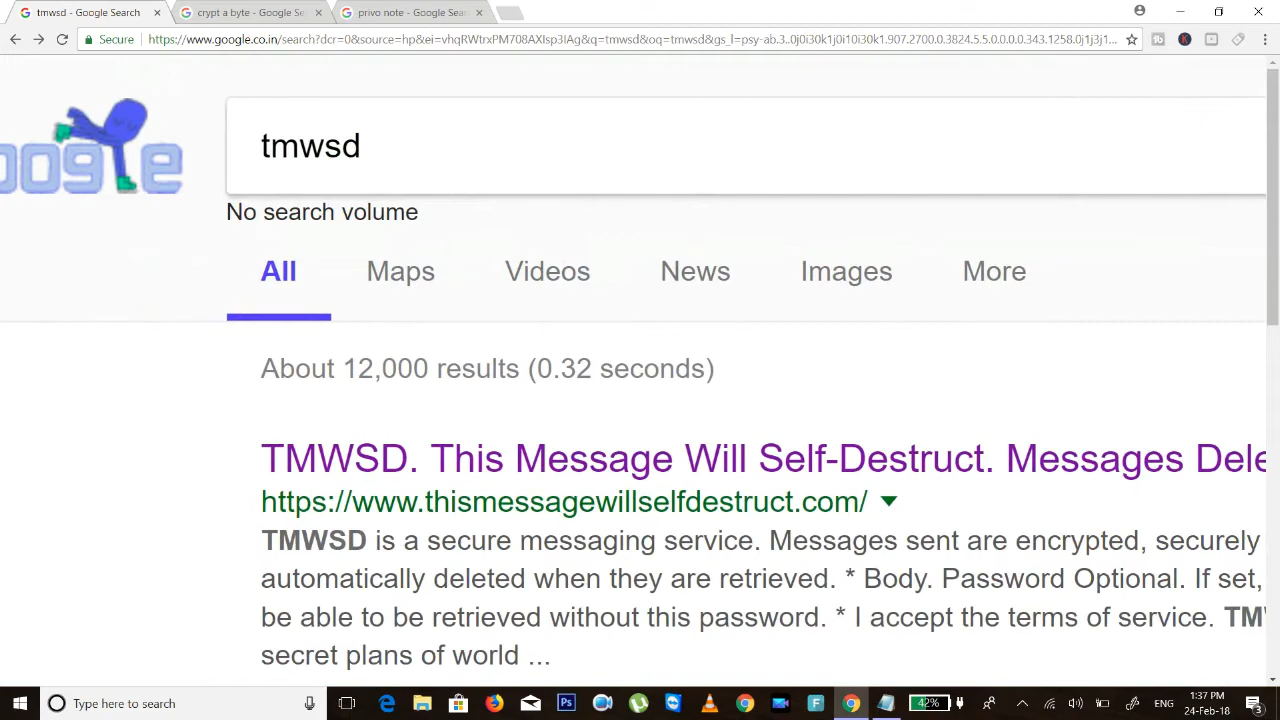 tmwsd - Google Search
crypt a byte - Google Se
privo note - Google Sear
Secure
https://www.google.co.in/search?dcr=0&source=hp&ei=vhqRWtrxPM708AXIsp3IAg&q=tmwsd&oq=tmwsd&gs_l=psy-ab.3..0j0i30k1j0i10i30k1.907.2700.0.3824.5.5.0.0.0.0.343.1258.0j1j3j1...
oogle
tmwsd
No search volume
All Maps Videos News Images More
About 12,000 results (0.32 seconds)
TMWSD. This Message Will Self-Destruct. Messages Dele
https://www.thismessagewillselfdestruct.com/
TMWSD is a secure messaging service. Messages sent are encrypted, securely
automatically deleted when they are retrieved. * Body. Password Optional. If set,
be able to be retrieved without this password. * I accept the terms of service. TMW
secret plans of world ...
Type here to search
Ps
F
42%
ENG
1:37 PM
24-Feb-18
3